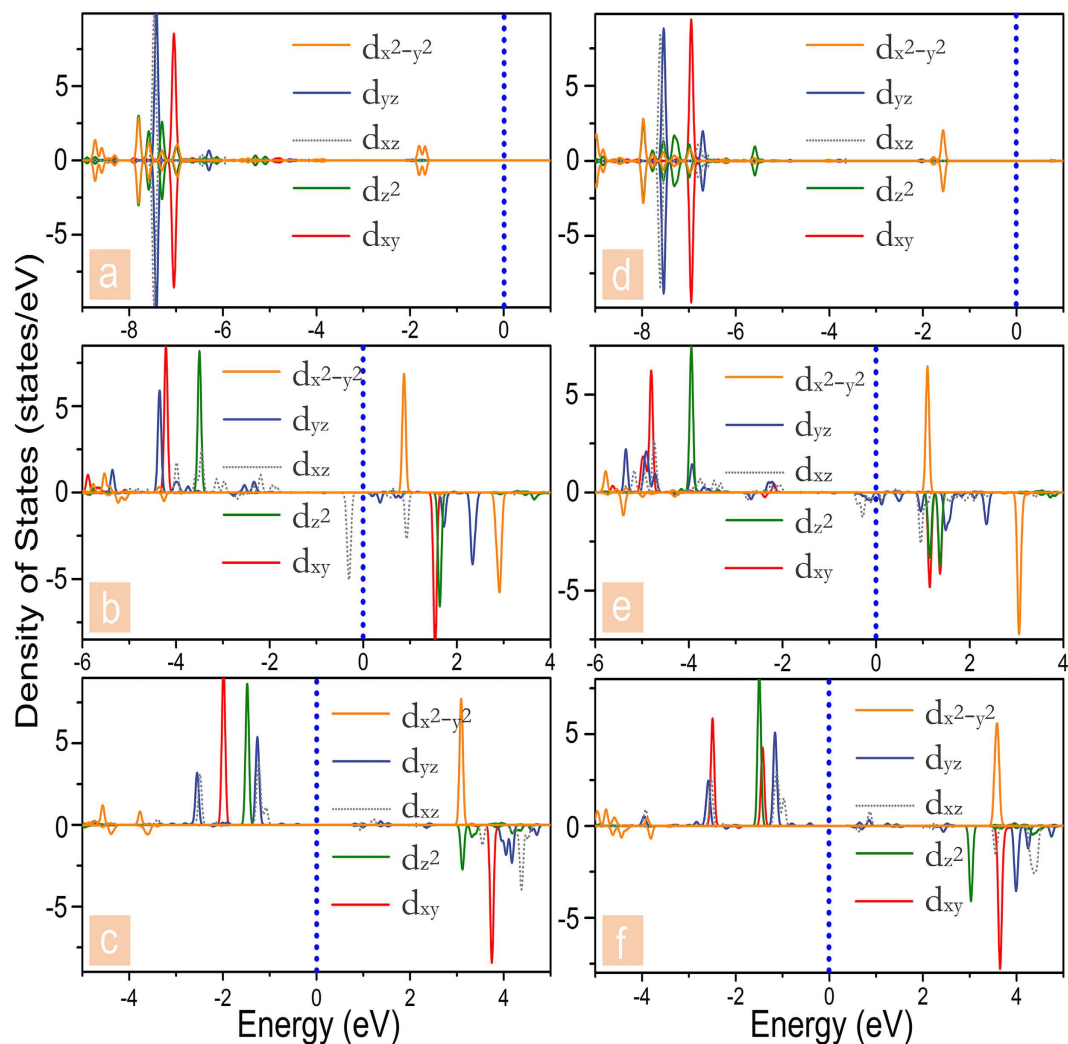 Density of States (states/eV)
5
0
-5
a
dx²-y²
dyz
dxz
dz²
dxy
-8 -6 -4 -2 0
5
0
-5
d
dx²-y²
dyz
dxz
dz²
dxy
-8 -6 -4 -2 0
5
0
-5
b
dx²-y²
dyz
dxz
dz²
dxy
-6 -4 -2 0 2 4
5
0
-5
e
dx²-y²
dyz
dxz
dz²
dxy
-6 -4 -2 0 2 4
5
0
-5
c
dx²-y²
dyz
dxz
dz²
dxy
-4 -2 0 2 4
Energy (eV)
5
0
-5
f
dx²-y²
dyz
dxz
dz²
dxy
-4 -2 0 2 4
Energy (eV)